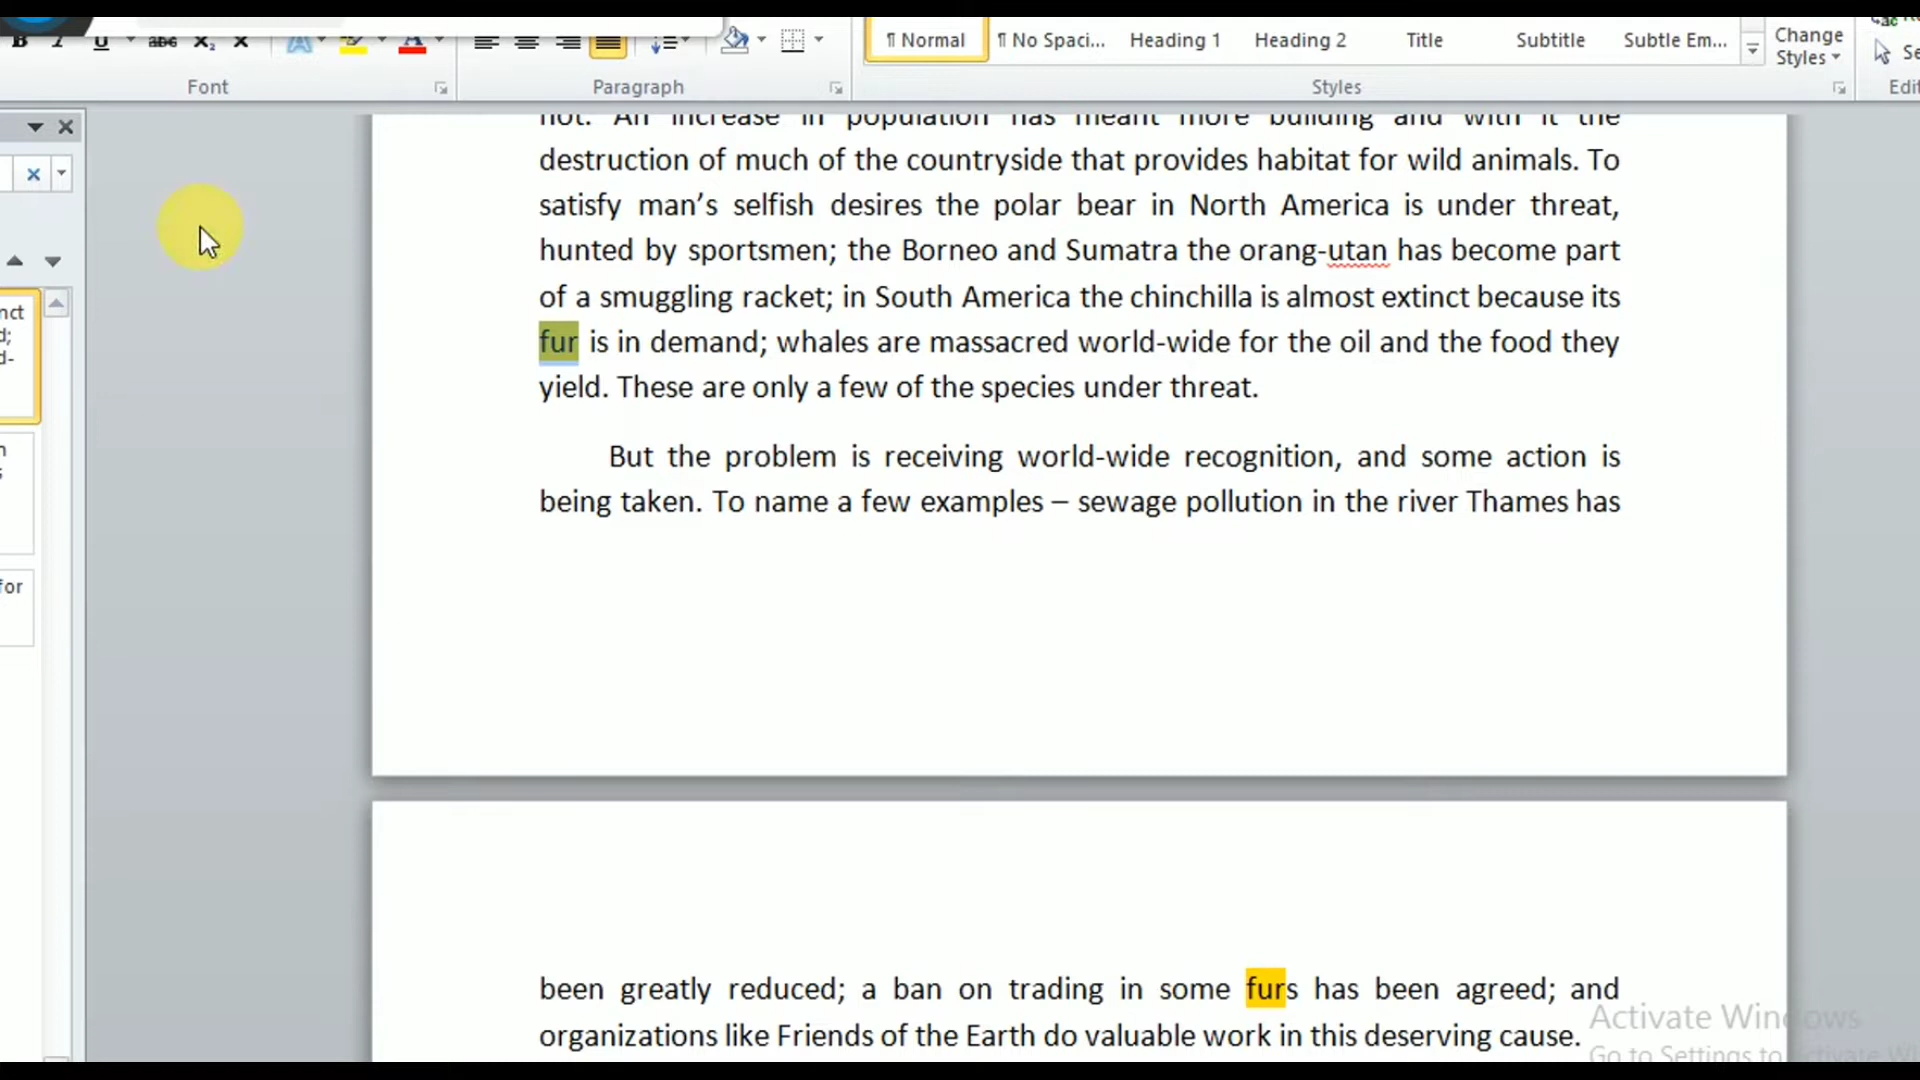 B I U abc X₂ X A A
¶ Normal ¶ No Spaci... Heading 1 Heading 2 Title Subtitle Subtle Em... Change
Styles
Font Paragraph Styles
not. An increase in population has meant more building and with it the
destruction of much of the countryside that provides habitat for wild animals. To
satisfy man’s selfish desires the polar bear in North America is under threat,
hunted by sportsmen; the Borneo and Sumatra the orang-utan has become part
of a smuggling racket; in South America the chinchilla is almost extinct because its
fur is in demand; whales are massacred world-wide for the oil and the food they
yield. These are only a few of the species under threat.
But the problem is receiving world-wide recognition, and some action is
being taken. To name a few examples – sewage pollution in the river Thames has
been greatly reduced; a ban on trading in some furs has been agreed; and
organizations like Friends of the Earth do valuable work in this deserving cause.
Activate Windows
Go to Settings to activate
for